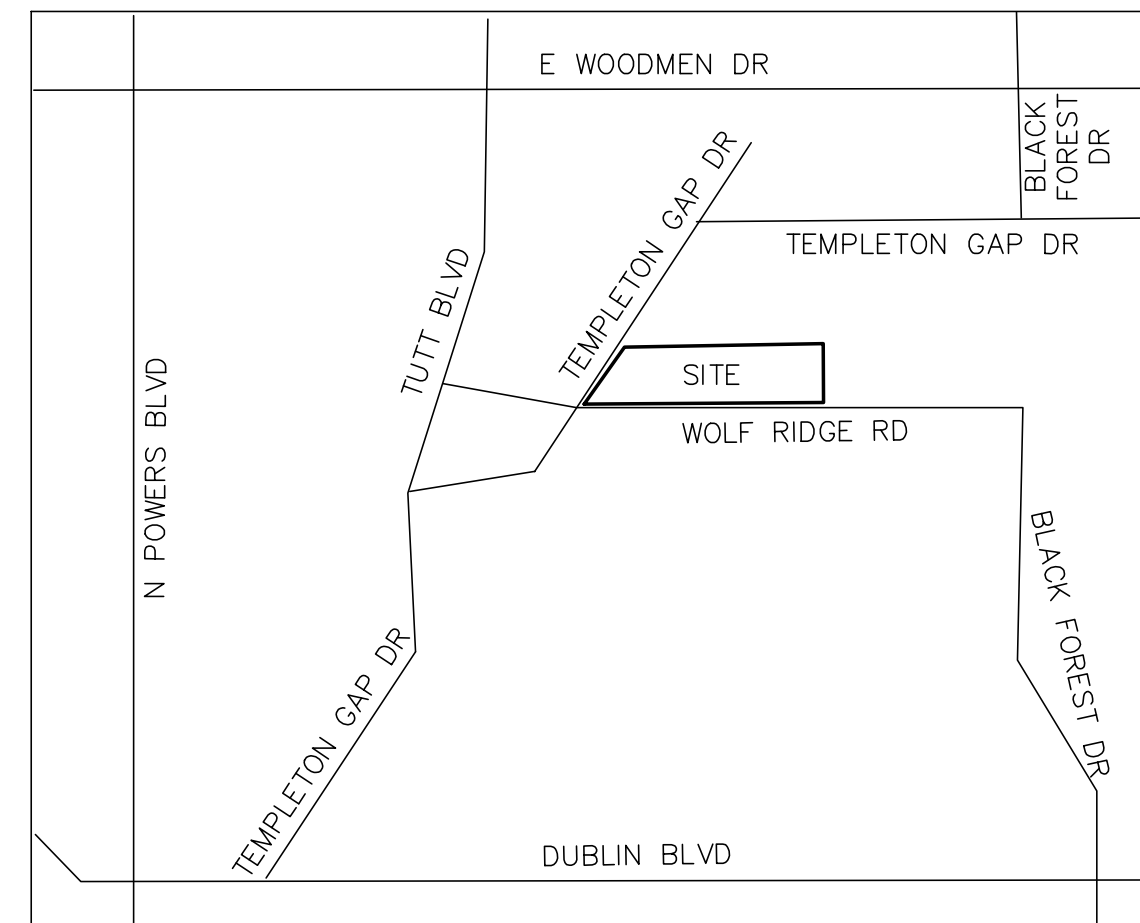 E WOODMEN DR
BLACK
FOREST
DR
TEMPLETON GAP DR
TEMPLETON GAP DR
TUTT BLVD
SITE
WOLF RIDGE RD
N POWERS BLVD
BLACK FOREST DR
TEMPLETON GAP DR
DUBLIN BLVD